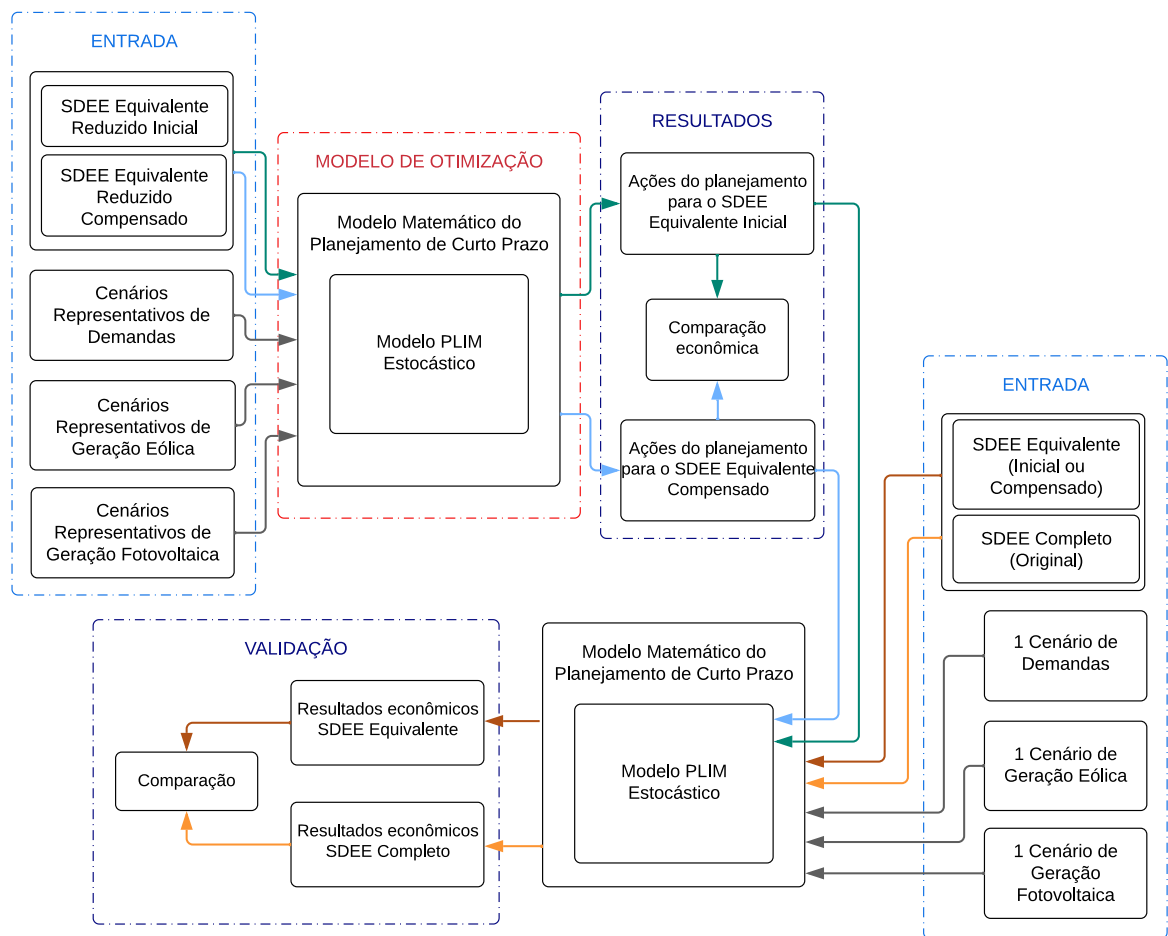 ENTRADA
SDEE Equivalente
Reduzido Inicial
SDEE Equivalente
Reduzido
Compensado
Cenários
Representativos de
Demandas
Cenários
Representativos de
Geração Eólica
Cenários
Representativos de
Geração Fotovoltaica
MODELO DE OTIMIZAÇÃO
Modelo Matemático do
Planejamento de Curto Prazo
Modelo PLIM
Estocástico
RESULTADOS
Ações do planejamento
para o SDEE
Equivalente Inicial
Comparação
econômica
Ações do planejamento
para o SDEE Equivalente
Compensado
ENTRADA
SDEE Equivalente
(Inicial ou
Compensado)
SDEE Completo
(Original)
1 Cenário de
Demandas
1 Cenário de
Geração Eólica
1 Cenário de
Geração
Fotovoltaica
Modelo Matemático do
Planejamento de Curto Prazo
Modelo PLIM
Estocástico
VALIDAÇÃO
Resultados econômicos
SDEE Equivalente
Comparação
Resultados econômicos
SDEE Completo